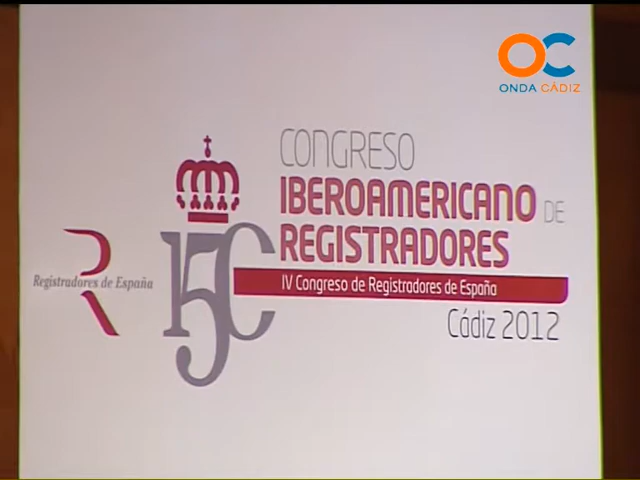 OC
ONDA CÁDIZ
CONGRESO
IBEROAMERICANO DE
REGISTRADORES
IV Congreso de Registradores de España
Cádiz 2012
150
R
Registradores de España